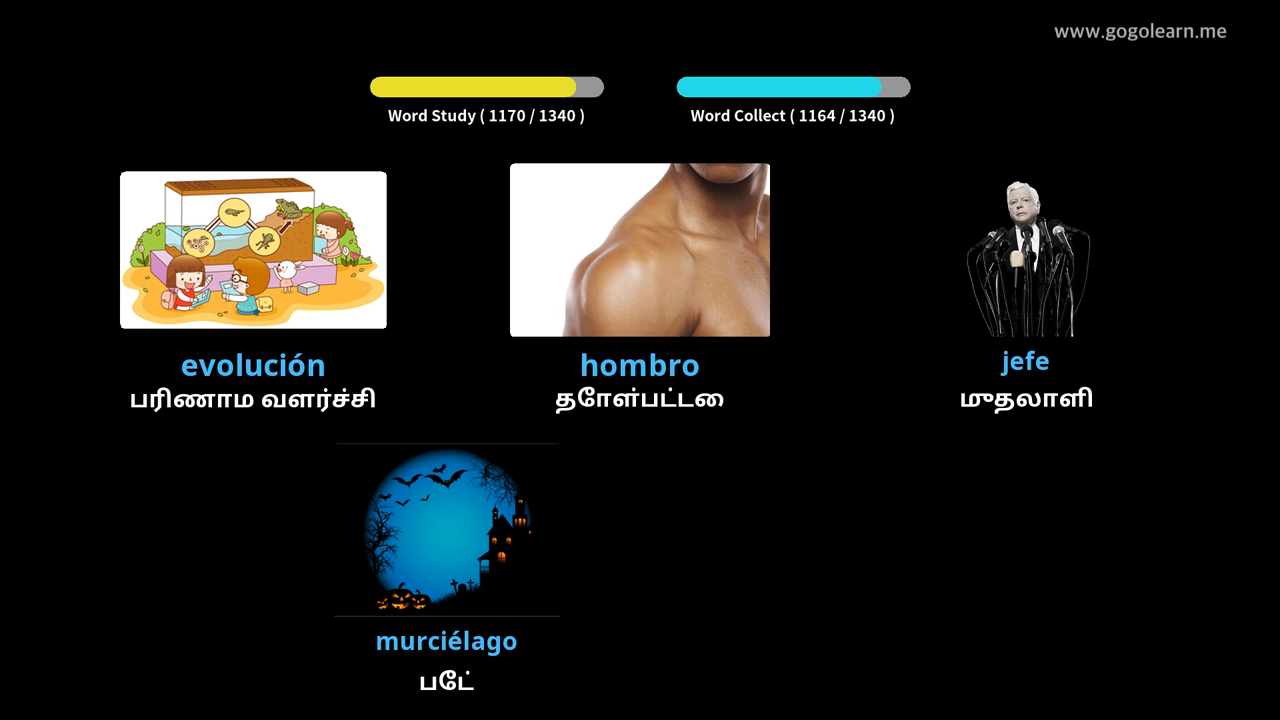 www.gogolearn.me
Word Study ( 1170 / 1340 )
Word Collect ( 1164 / 1340 )
evolución
பரிணாம வளர்ச்சி
hombro
தோள்பட்டை
jefe
முதலாளி
murciélago
பேட்